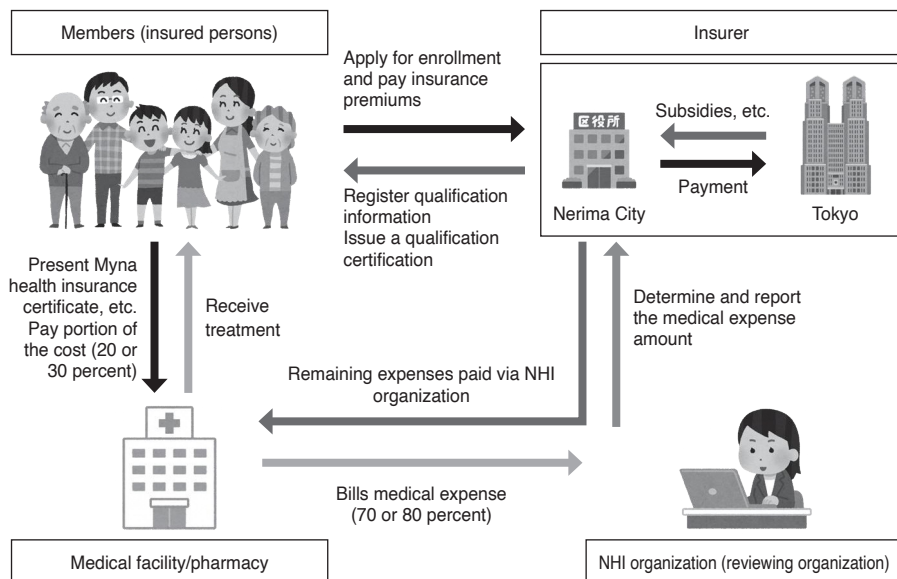 Members (insured persons)
Insurer
Apply for enrollment
and pay insurance
premiums
区役所
Subsidies, etc.
Payment
Nerima City
Tokyo
Register qualification
information
Issue a qualification
certification
Present Myna
health insurance
certificate, etc.
Pay portion of
the cost (20 or
30 percent)
Receive
treatment
Determine and report
the medical expense
amount
Remaining expenses paid via NHI
organization
Bills medical expense
(70 or 80 percent)
Medical facility/pharmacy
NHI organization (reviewing organization)